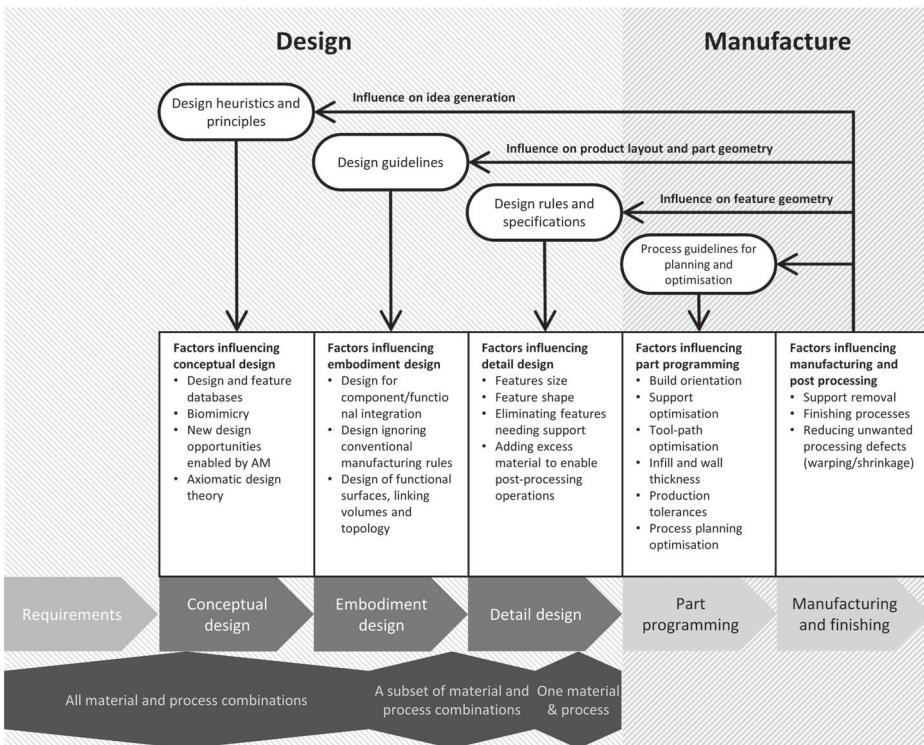 Design
Manufacture
Design heuristics and
principles
Influence on idea generation
Design guidelines
Influence on product layout and part geometry
Design rules and
specifications
Influence on feature geometry
Process guidelines for
planning and
optimisation
Factors influencing
conceptual design
• Design and feature
databases
• Biomimicry
• New design
opportunities
enabled by AM
• Axiomatic design
theory
Factors influencing
embodiment design
• Design for
component/functio
nal integration
• Design ignoring
conventional
manufacturing rules
• Design of functional
surfaces, linking
volumes and
topology
Factors influencing
detail design
• Features size
• Feature shape
• Eliminating features
needing support
• Adding excess
material to enable
post-processing
operations
Factors influencing
part programming
• Build orientation
• Support
optimisation
• Tool-path
optimisation
• Infill and wall
thickness
• Production
tolerances
• Process planning
optimisation
Factors influencing
manufacturing and
post processing
• Support removal
• Finishing processes
• Reducing unwanted
processing defects
(warping/shrinkage)
Requirements
Conceptual
design
Embodiment
design
Detail design
Part
programming
Manufacturing
and finishing
All material and process combinations
A subset of material and
process combinations
One material
& process